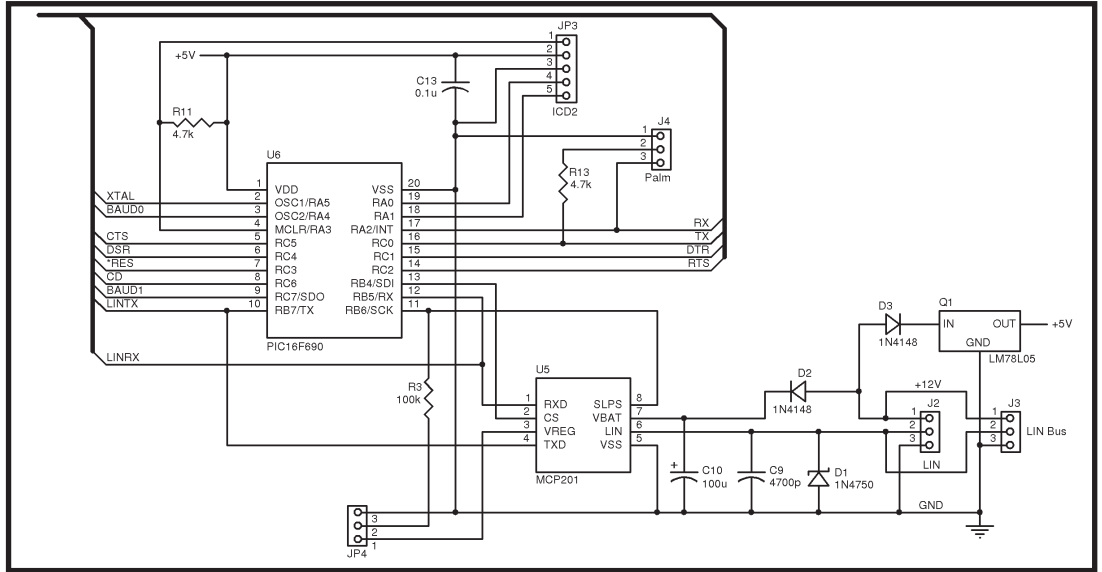 JP3
1
2
3
4
5
ICD2
+5V
C13
0.1u
R11
4.7k
J4
1
2
3
Palm
R13
4.7k
U6
1 VDD
2 OSC1/RA5
3 OSC2/RA4
4 MCLR/RA3
5 RC5
6 RC4
7 RC3
8 RC6
9 RC7/SDO
10 RB7/TX
VSS 20
RA0 19
RA1 18
RA2/INT 17
RC0 16
RC1 15
RC2 14
RB4/SDI 13
RB5/RX 12
RB6/SCK 11
PIC16F690
XTAL
BAUD0
CTS
DSR
*RES
CD
BAUD1
LINTX
LINRX
RX
TX
DTR
RTS
R3
100k
U5
1 RXD
2 CS
3 VREG
4 TXD
SLPS 8
VBAT 7
LIN 6
VSS 5
MCP201
D3
1N4148
Q1
IN OUT
GND
LM78L05
+5V
D2
1N4148
+12V
J2
1
2
3
J3
1
2
3
LIN Bus
LIN
+
C10
100u
C9
4700p
D1
1N4750
GND
3
2
1
JP4